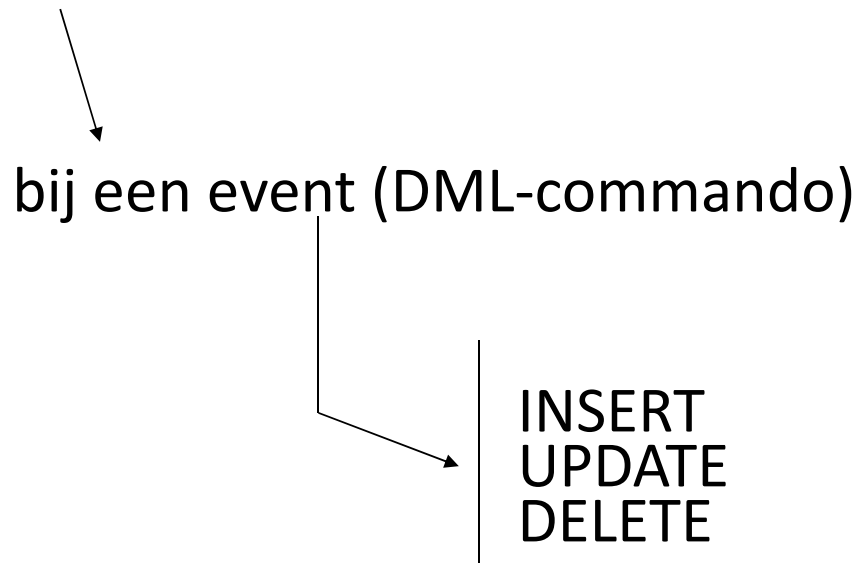 bij een event (DML-commando)
INSERT
UPDATE
DELETE